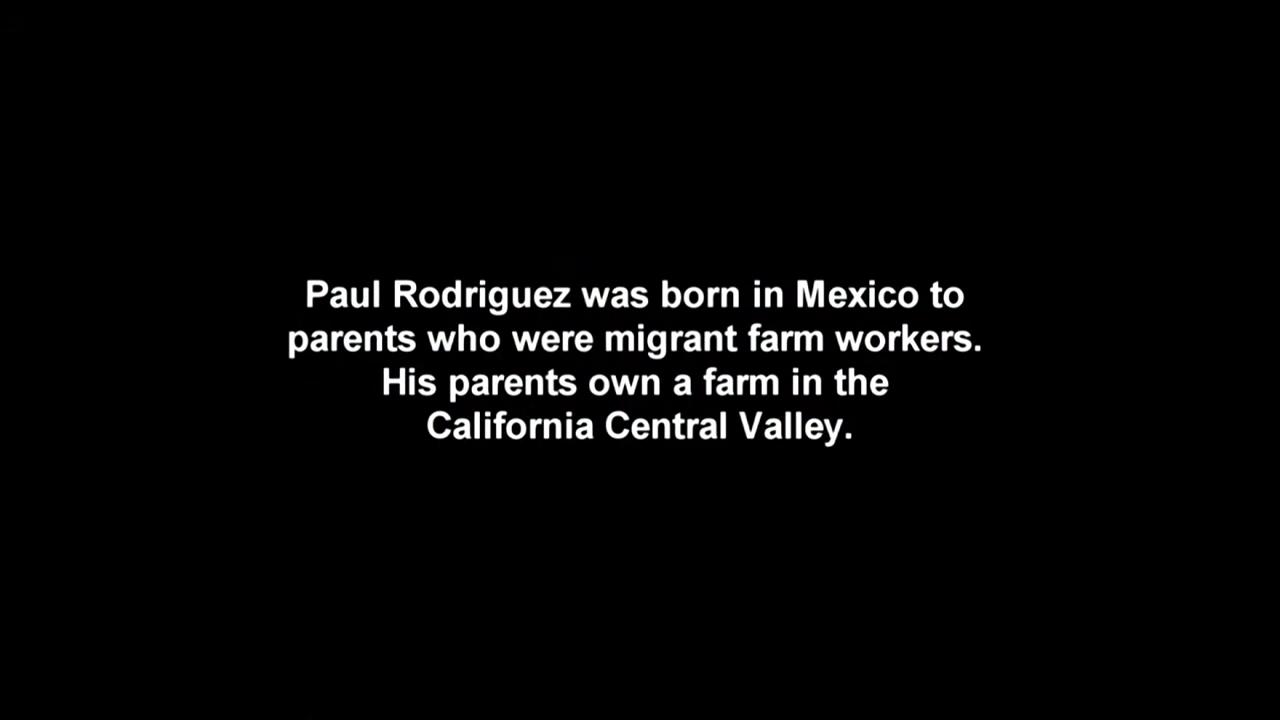 Paul Rodriguez was born in Mexico to
parents who were migrant farm workers.
His parents own a farm in the
California Central Valley.